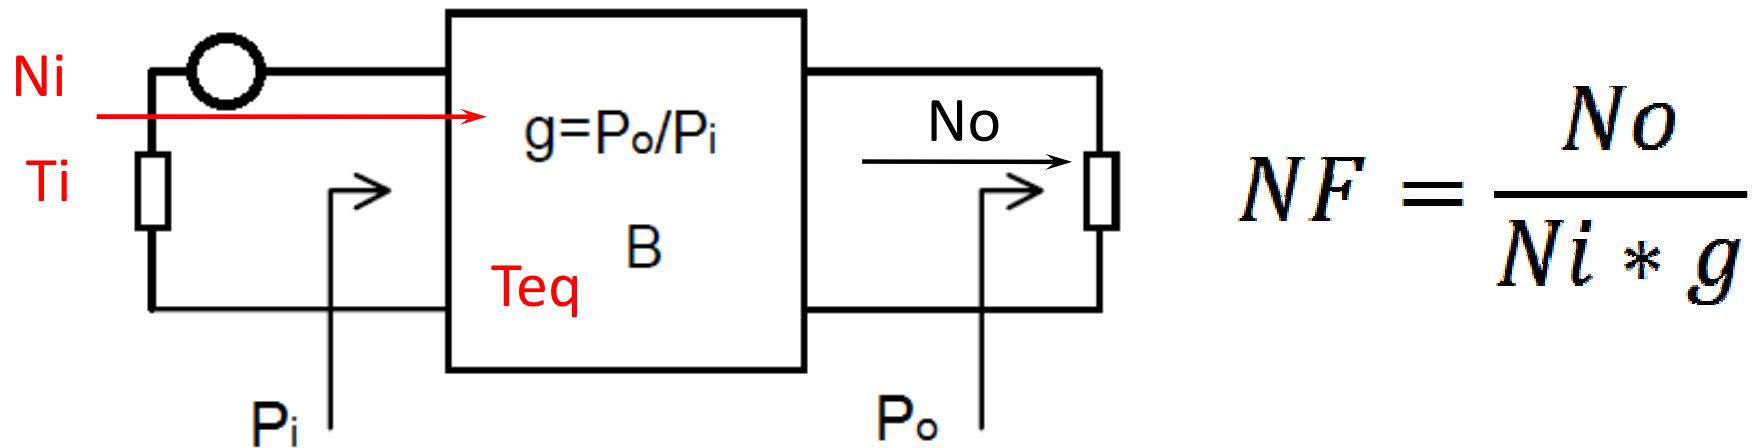 Ni
Ti
g=Po/Pi
B
Teq
No
Pi
Po
NF = No / Ni * g